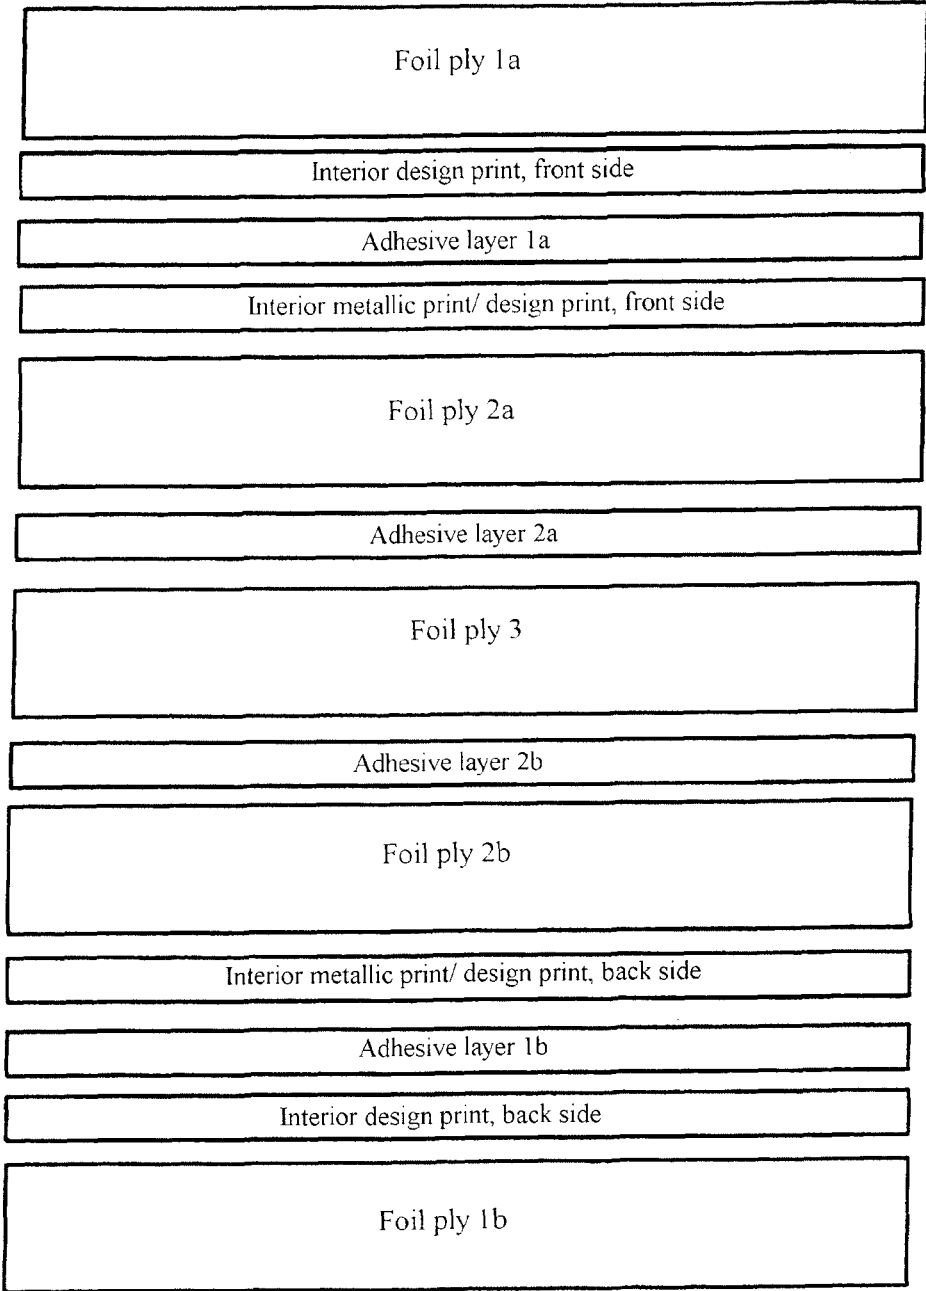 Foil ply 1a
Interior design print, front side
Adhesive layer 1a
Interior metallic print/ design print, front side
Foil ply 2a
Adhesive layer 2a
Foil ply 3
Adhesive layer 2b
Foil ply 2b
Interior metallic print/ design print, back side
Adhesive layer 1b
Interior design print, back side
Foil ply 1b